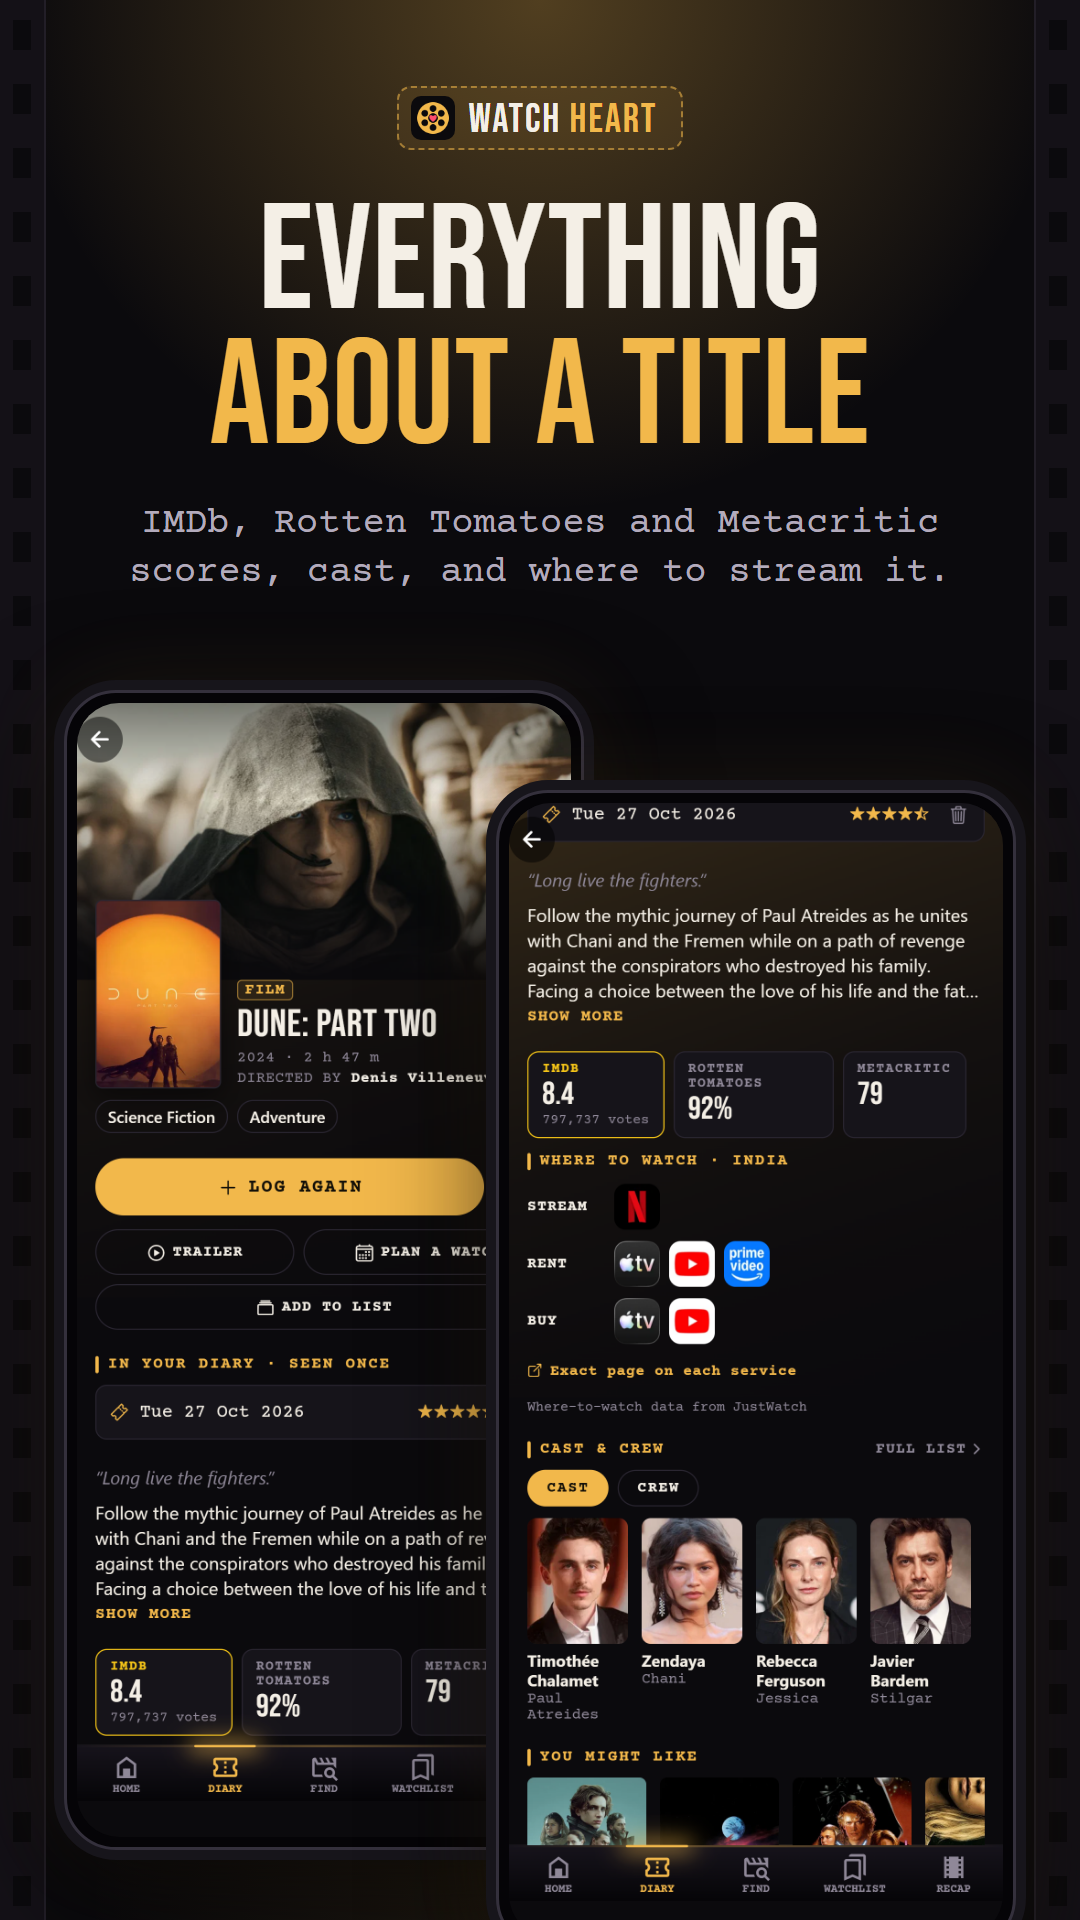 WATCH HEART
EVERYTHING
ABOUT A TITLE
IMDb, Rotten Tomatoes and Metacritic
scores, cast, and where to stream it.
DUNE
FILM
DUNE: PART TWO
2024 · 2 h 47 m
DIRECTED BY Denis
Science Fiction
Adventure
+ LOG AGAIN
TRAILER
PLAN A
ADD TO LIST
IN YOUR DIARY · SEEN ONCE
Tue 27 Oct 2026
“Long live the fighters.”
Follow the mythic journey of Paul Atreides as he
with Chani and the Fremen while on a path of
against the conspirators who destroyed his
Facing a choice between the love of his life and
SHOW MORE
IMDB
8.4
797,737 votes
ROTTEN
TOMATOES
92%
79
HOME
DIARY
FIND
WATCHLIST
Tue 27 Oct 2026
“Long live the fighters.”
Follow the mythic journey of Paul Atreides as he unites
with Chani and the Fremen while on a path of revenge
against the conspirators who destroyed his family.
Facing a choice between the love of his life and the fat...
SHOW MORE
IMDB
8.4
797,737 votes
ROTTEN
TOMATOES
92%
METACRITIC
79
WHERE TO WATCH · INDIA
STREAM
N
RENT
tv
prime
video
BUY
tv
Exact page on each service
Where-to-watch data from JustWatch
CAST & CREW
FULL LIST >
CAST
CREW
Timothée
Chalamet
Paul
Atreides
Zendaya
Chani
Rebecca
Ferguson
Jessica
Javier
Bardem
Stilgar
YOU MIGHT LIKE
HOME
DIARY
FIND
WATCHLIST
RECAP